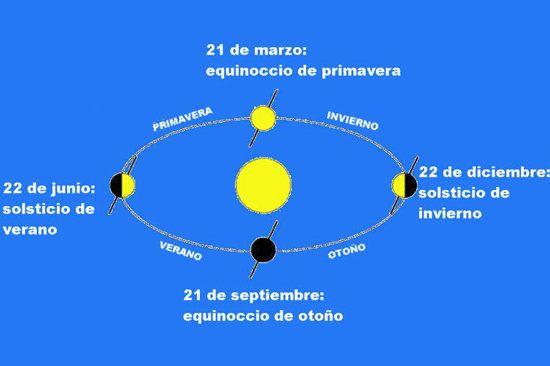 21 de marzo:
equinoccio de primavera
PRIMAVERA
INVIERNO
22 de junio:
solsticio de
verano
22 de diciembre:
solsticio de
invierno
VERANO
OTOÑO
21 de septiembre:
equinoccio de otoño